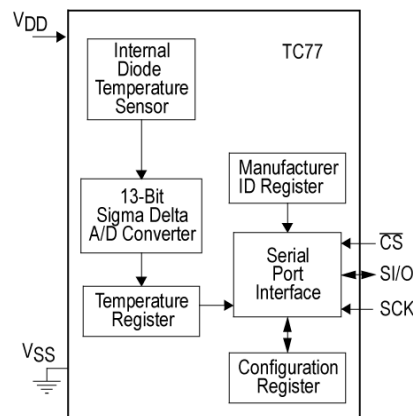 VDD
Internal
Diode
Temperature
Sensor
TC77
13-Bit
Sigma Delta
A/D Converter
Manufacturer
ID Register
Temperature
Register
Serial
Port
Interface
CS
SI/O
SCK
VSS
Configuration
Register